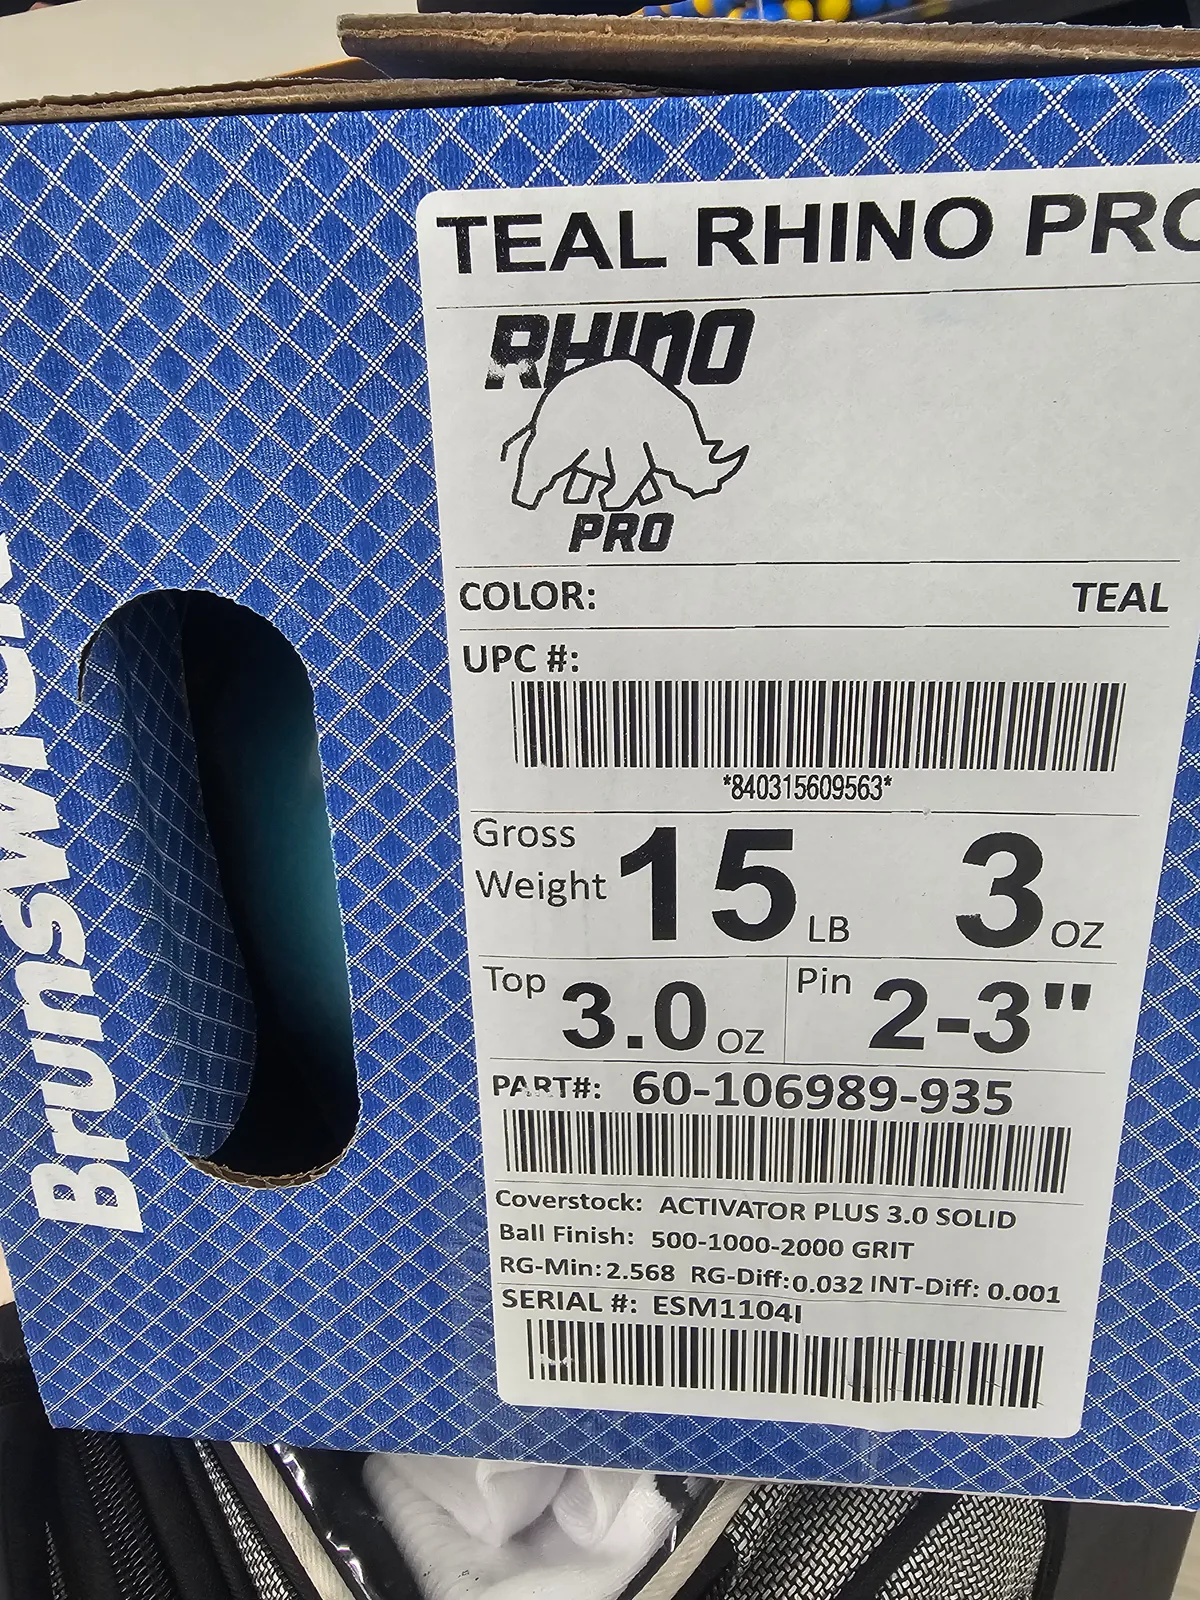 TEAL RHINO PRO
RHINO
PRO
COLOR: TEAL
UPC #:
*840315609563*
Gross Weight 15 LB 3 OZ
Top 3.0 OZ Pin 2-3"
PART#: 60-106989-935
Coverstock: ACTIVATOR PLUS 3.0 SOLID
Ball Finish: 500-1000-2000 GRIT
RG-Min: 2.568 RG-Diff: 0.032 INT-Diff: 0.001
SERIAL #: ESM1104I
Brunswick